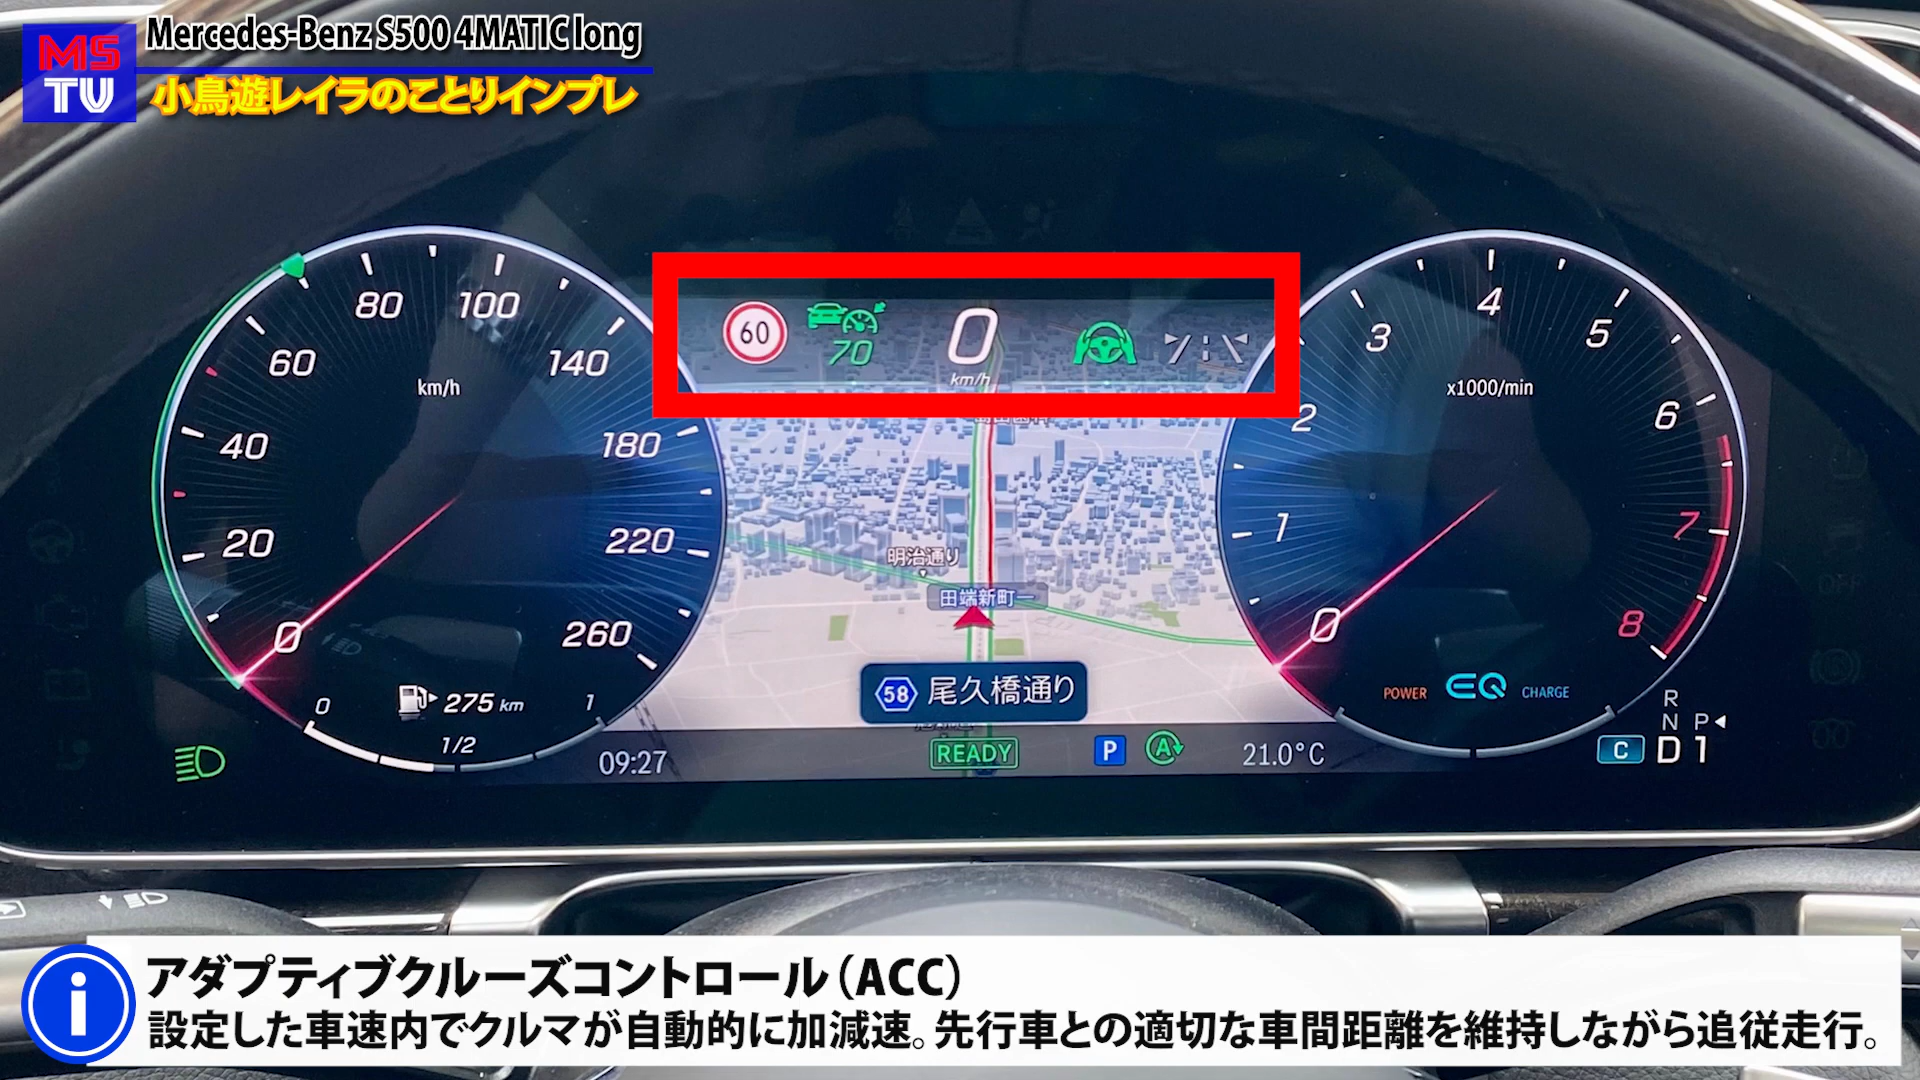 MS
TV
Mercedes-Benz S500 4MATIC long
小鳥遊レイラのことりインプレ
60
70
0
km/h
0
20
40
60
80
100
140
180
220
260
km/h
275 km
0
1/2
1
明治通り
田端新町一
58 尾久橋通り
09:27
READY
P
A
21.0°C
0
1
2
3
4
5
6
7
8
x1000/min
POWER
EQ
CHARGE
R
N P
C D 1
OFF
i
アダプティブクルーズコントロール（ACC）
設定した車速内でクルマが自動的に加減速。先行車との適切な車間距離を維持しながら追従走行。